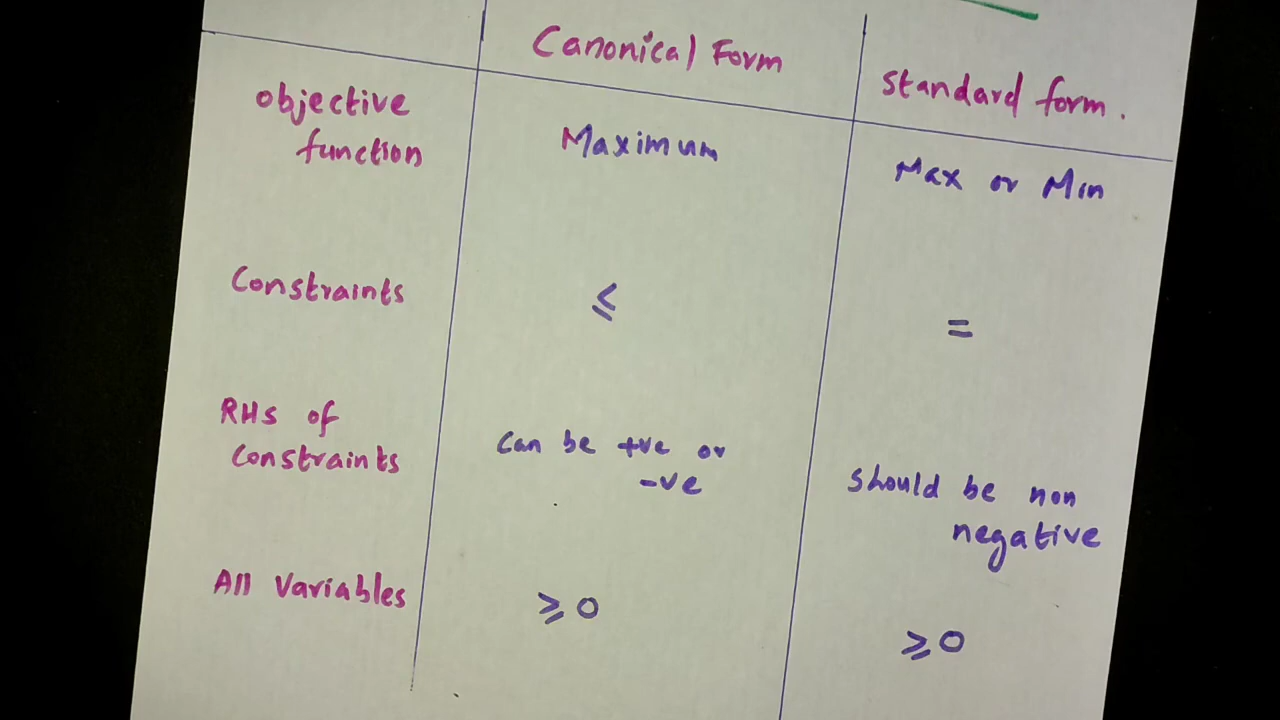 Canonical Form
Standard form.
objective
function
Maximum
Max or Min
Constraints
≤
=
RHS of
Constraints
Can be +ve or
-ve
Should be non
negative
All Variables
≥ 0
≥ 0